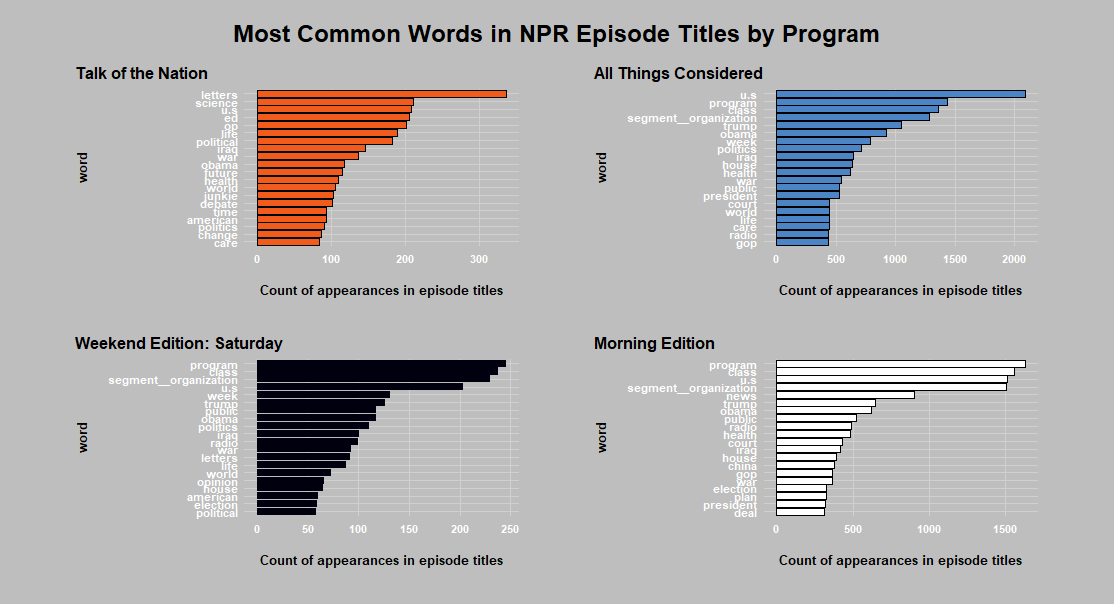 Most Common Words in NPR Episode Titles by Program
Talk of the Nation
word
letters
science
u.s
ed
op
life
political
iraq
war
obama
future
health
world
junkie
debate
time
american
politics
change
care
0 100 200 300
Count of appearances in episode titles
All Things Considered
word
u.s
program
class
segment__organization
trump
obama
week
politics
iraq
house
health
war
public
president
court
world
life
care
radio
gop
0 500 1000 1500 2000
Count of appearances in episode titles
Weekend Edition: Saturday
word
program
class
segment__organization
u.s
week
trump
public
obama
politics
iraq
radio
war
letters
life
world
opinion
house
american
election
political
0 50 100 150 200 250
Count of appearances in episode titles
Morning Edition
word
program
class
u.s
segment__organization
news
trump
obama
public
radio
health
court
iraq
house
china
gop
war
election
plan
president
deal
0 500 1000 1500
Count of appearances in episode titles